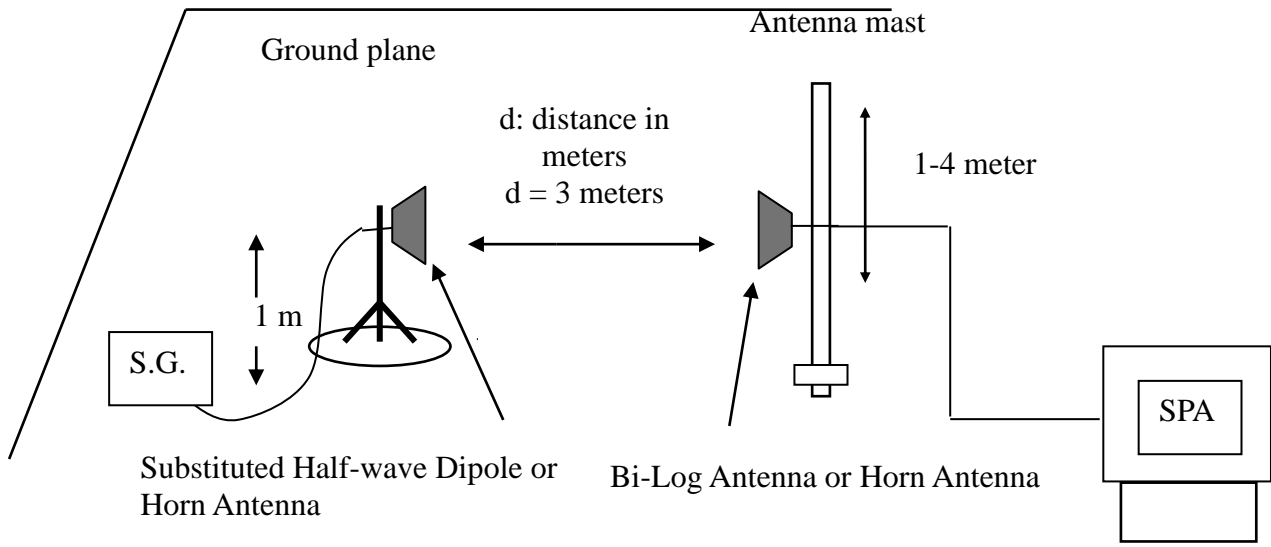 Ground plane
Antenna mast
d: distance in
meters
d = 3 meters
1-4 meter
1 m
S.G.
SPA
Substituted Half-wave Dipole or
Horn Antenna
Bi-Log Antenna or Horn Antenna